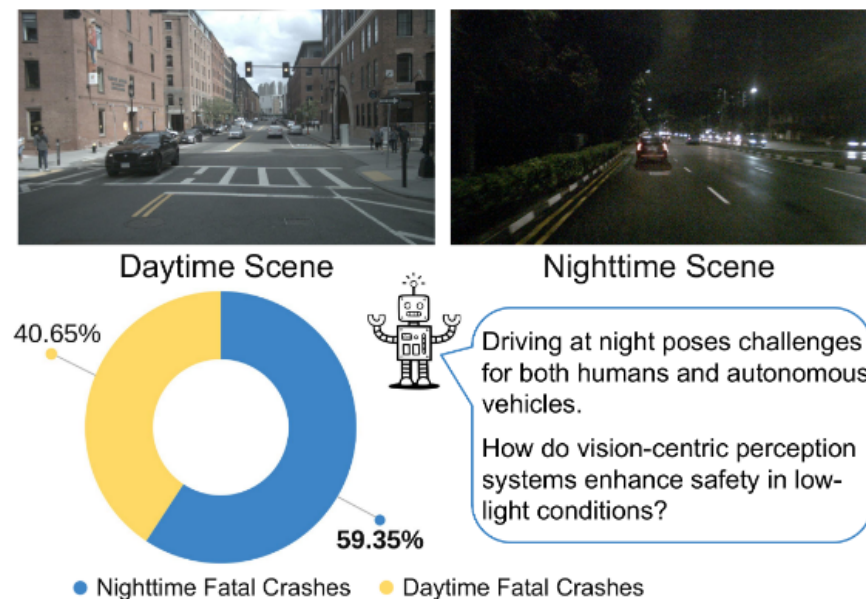 Daytime Scene
Nighttime Scene
40.65%
59.35%
Nighttime Fatal Crashes
Daytime Fatal Crashes
Driving at night poses challenges
for both humans and autonomous
vehicles.
How do vision-centric perception
systems enhance safety in low-
light conditions?